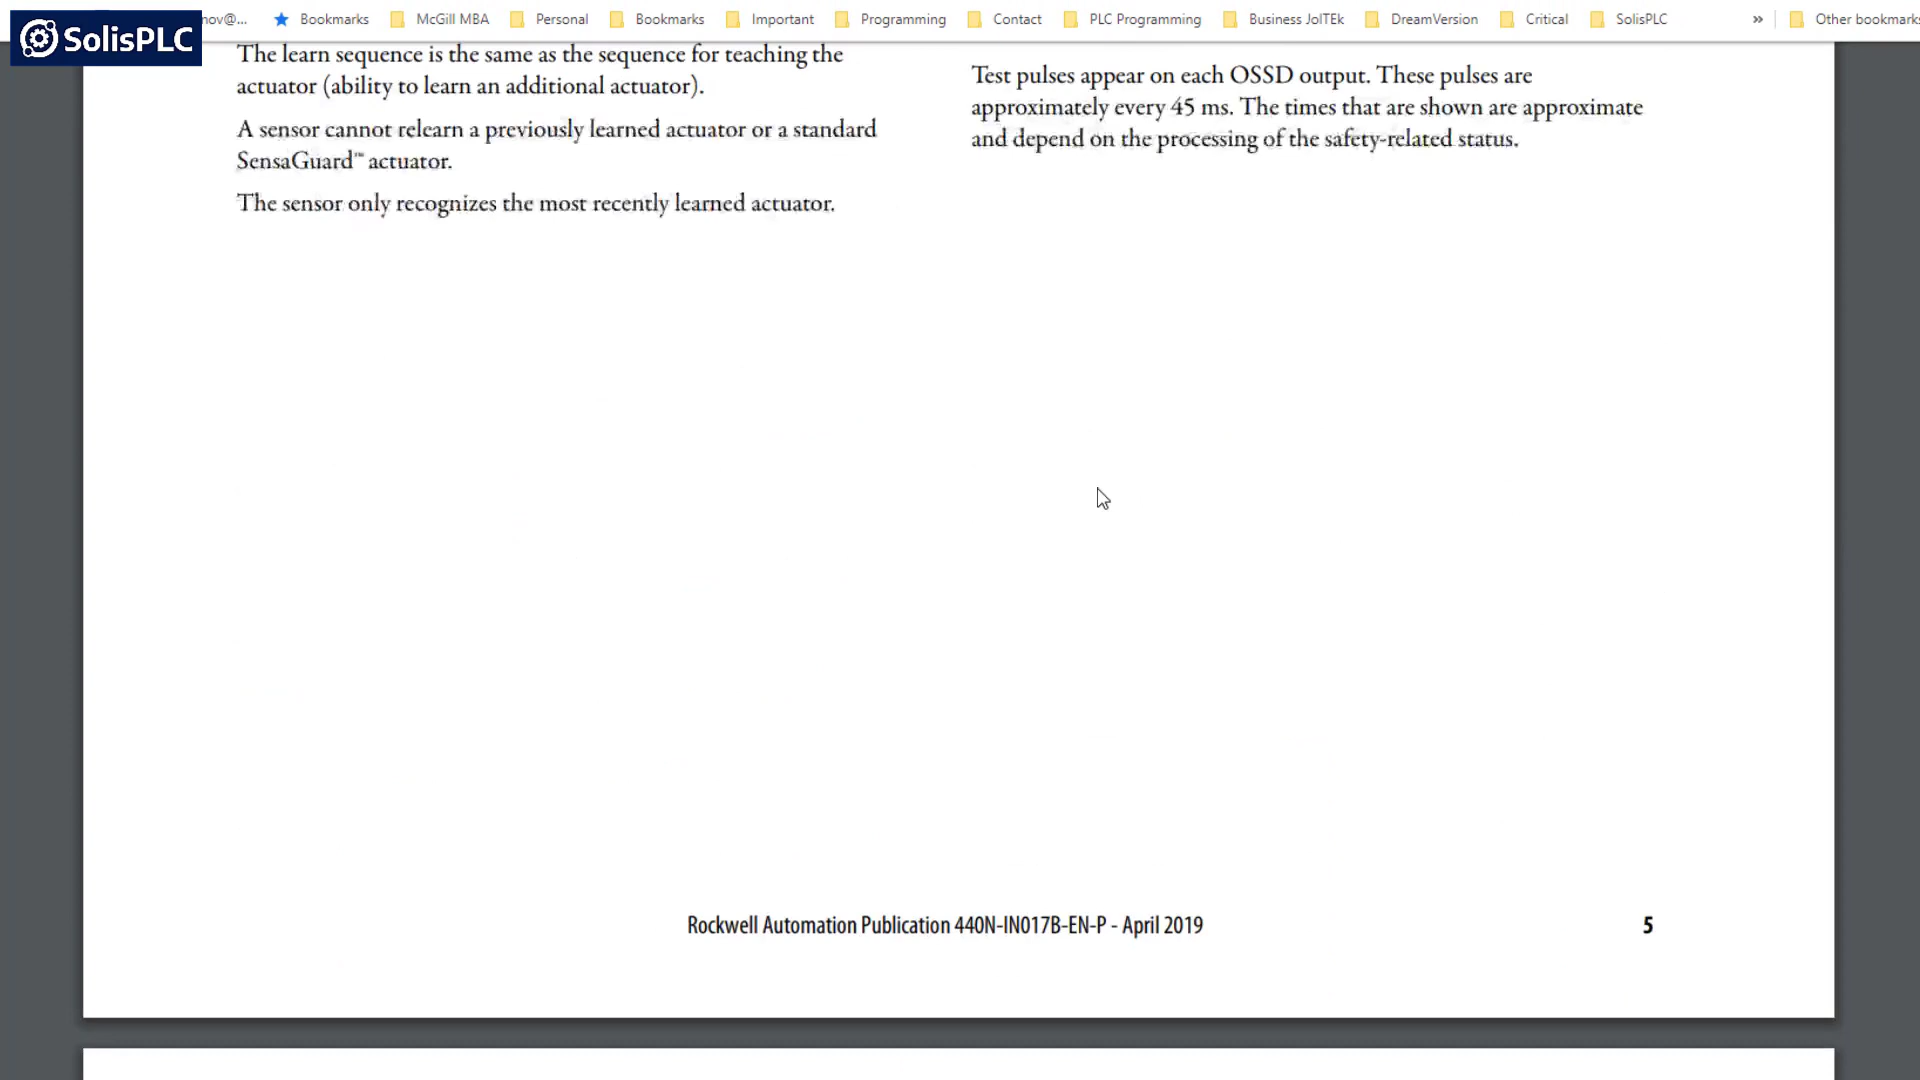 SolisPLC
nov@...
Bookmarks
McGill MBA
Personal
Bookmarks
Important
Programming
Contact
PLC Programming
Business JolTEk
DreamVersion
Critical
SolisPLC
»
Other bookmarks
The learn sequence is the same as the sequence for teaching the
actuator (ability to learn an additional actuator).
A sensor cannot relearn a previously learned actuator or a standard
SensaGuard™ actuator.
The sensor only recognizes the most recently learned actuator.
Test pulses appear on each OSSD output. These pulses are
approximately every 45 ms. The times that are shown are approximate
and depend on the processing of the safety-related status.
Rockwell Automation Publication 440N-IN017B-EN-P - April 2019
5